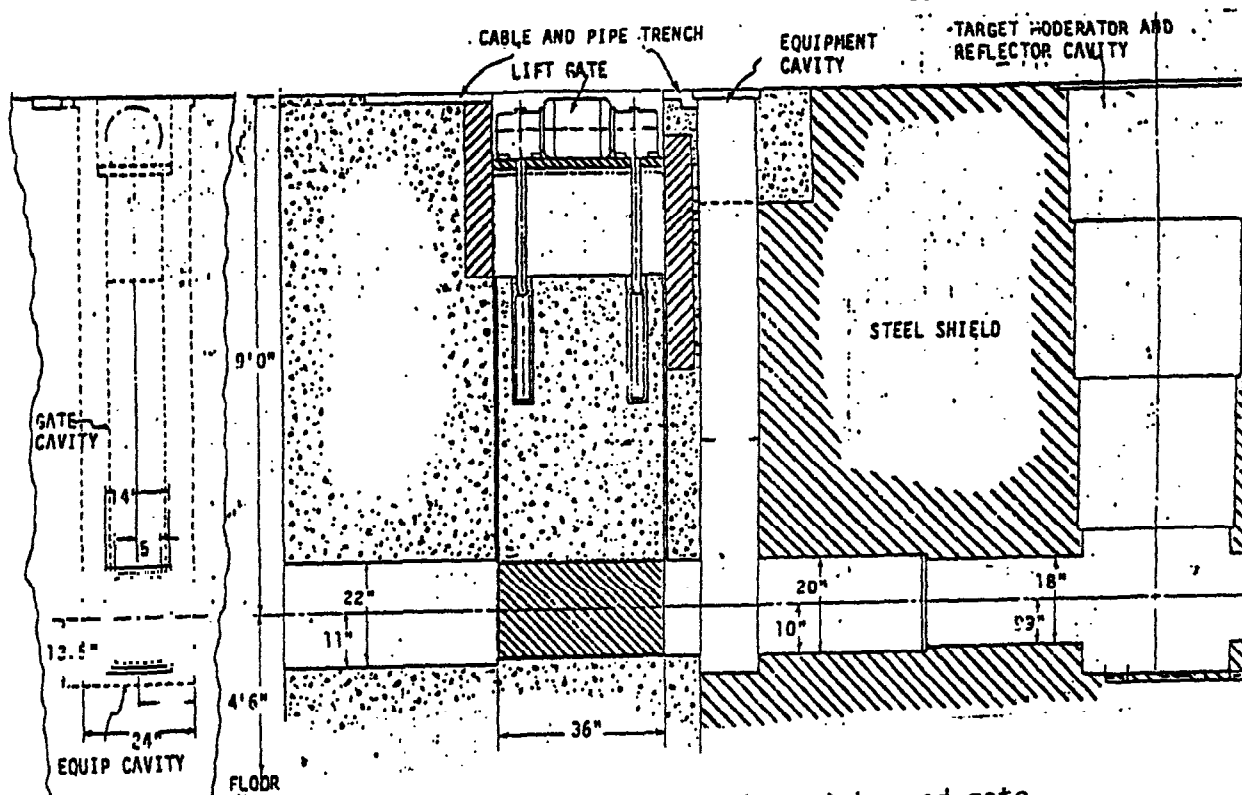 CABLE AND PIPE TRENCH
LIFT GATE
EQUIPMENT
CAVITY
TARGET MODERATOR AND
REFLECTOR CAVITY
STEEL SHIELD
9'0"
GATE
CAVITY
14"
5
22"
11"
20"
10"
18"
13.5"
4'6"
24"
36"
EQUIP CAVITY
FLOOR
gate